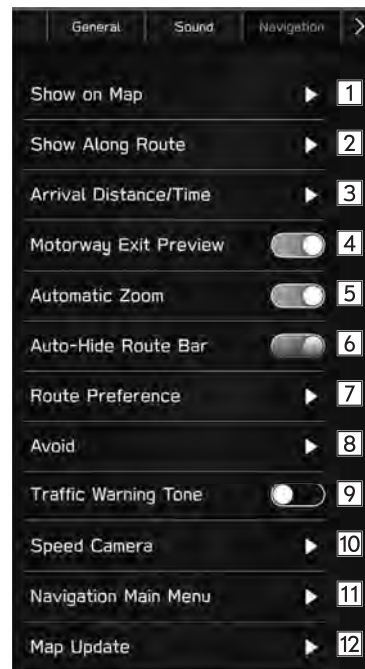 General Sound Navigation
Show on Map 1
Show Along Route 2
Arrival Distance/Time 3
Motorway Exit Preview 4
Automatic Zoom 5
Auto-Hide Route Bar 6
Route Preference 7
Avoid 8
Traffic Warning Tone 9
Speed Camera 10
Navigation Main Menu 11
Map Update 12